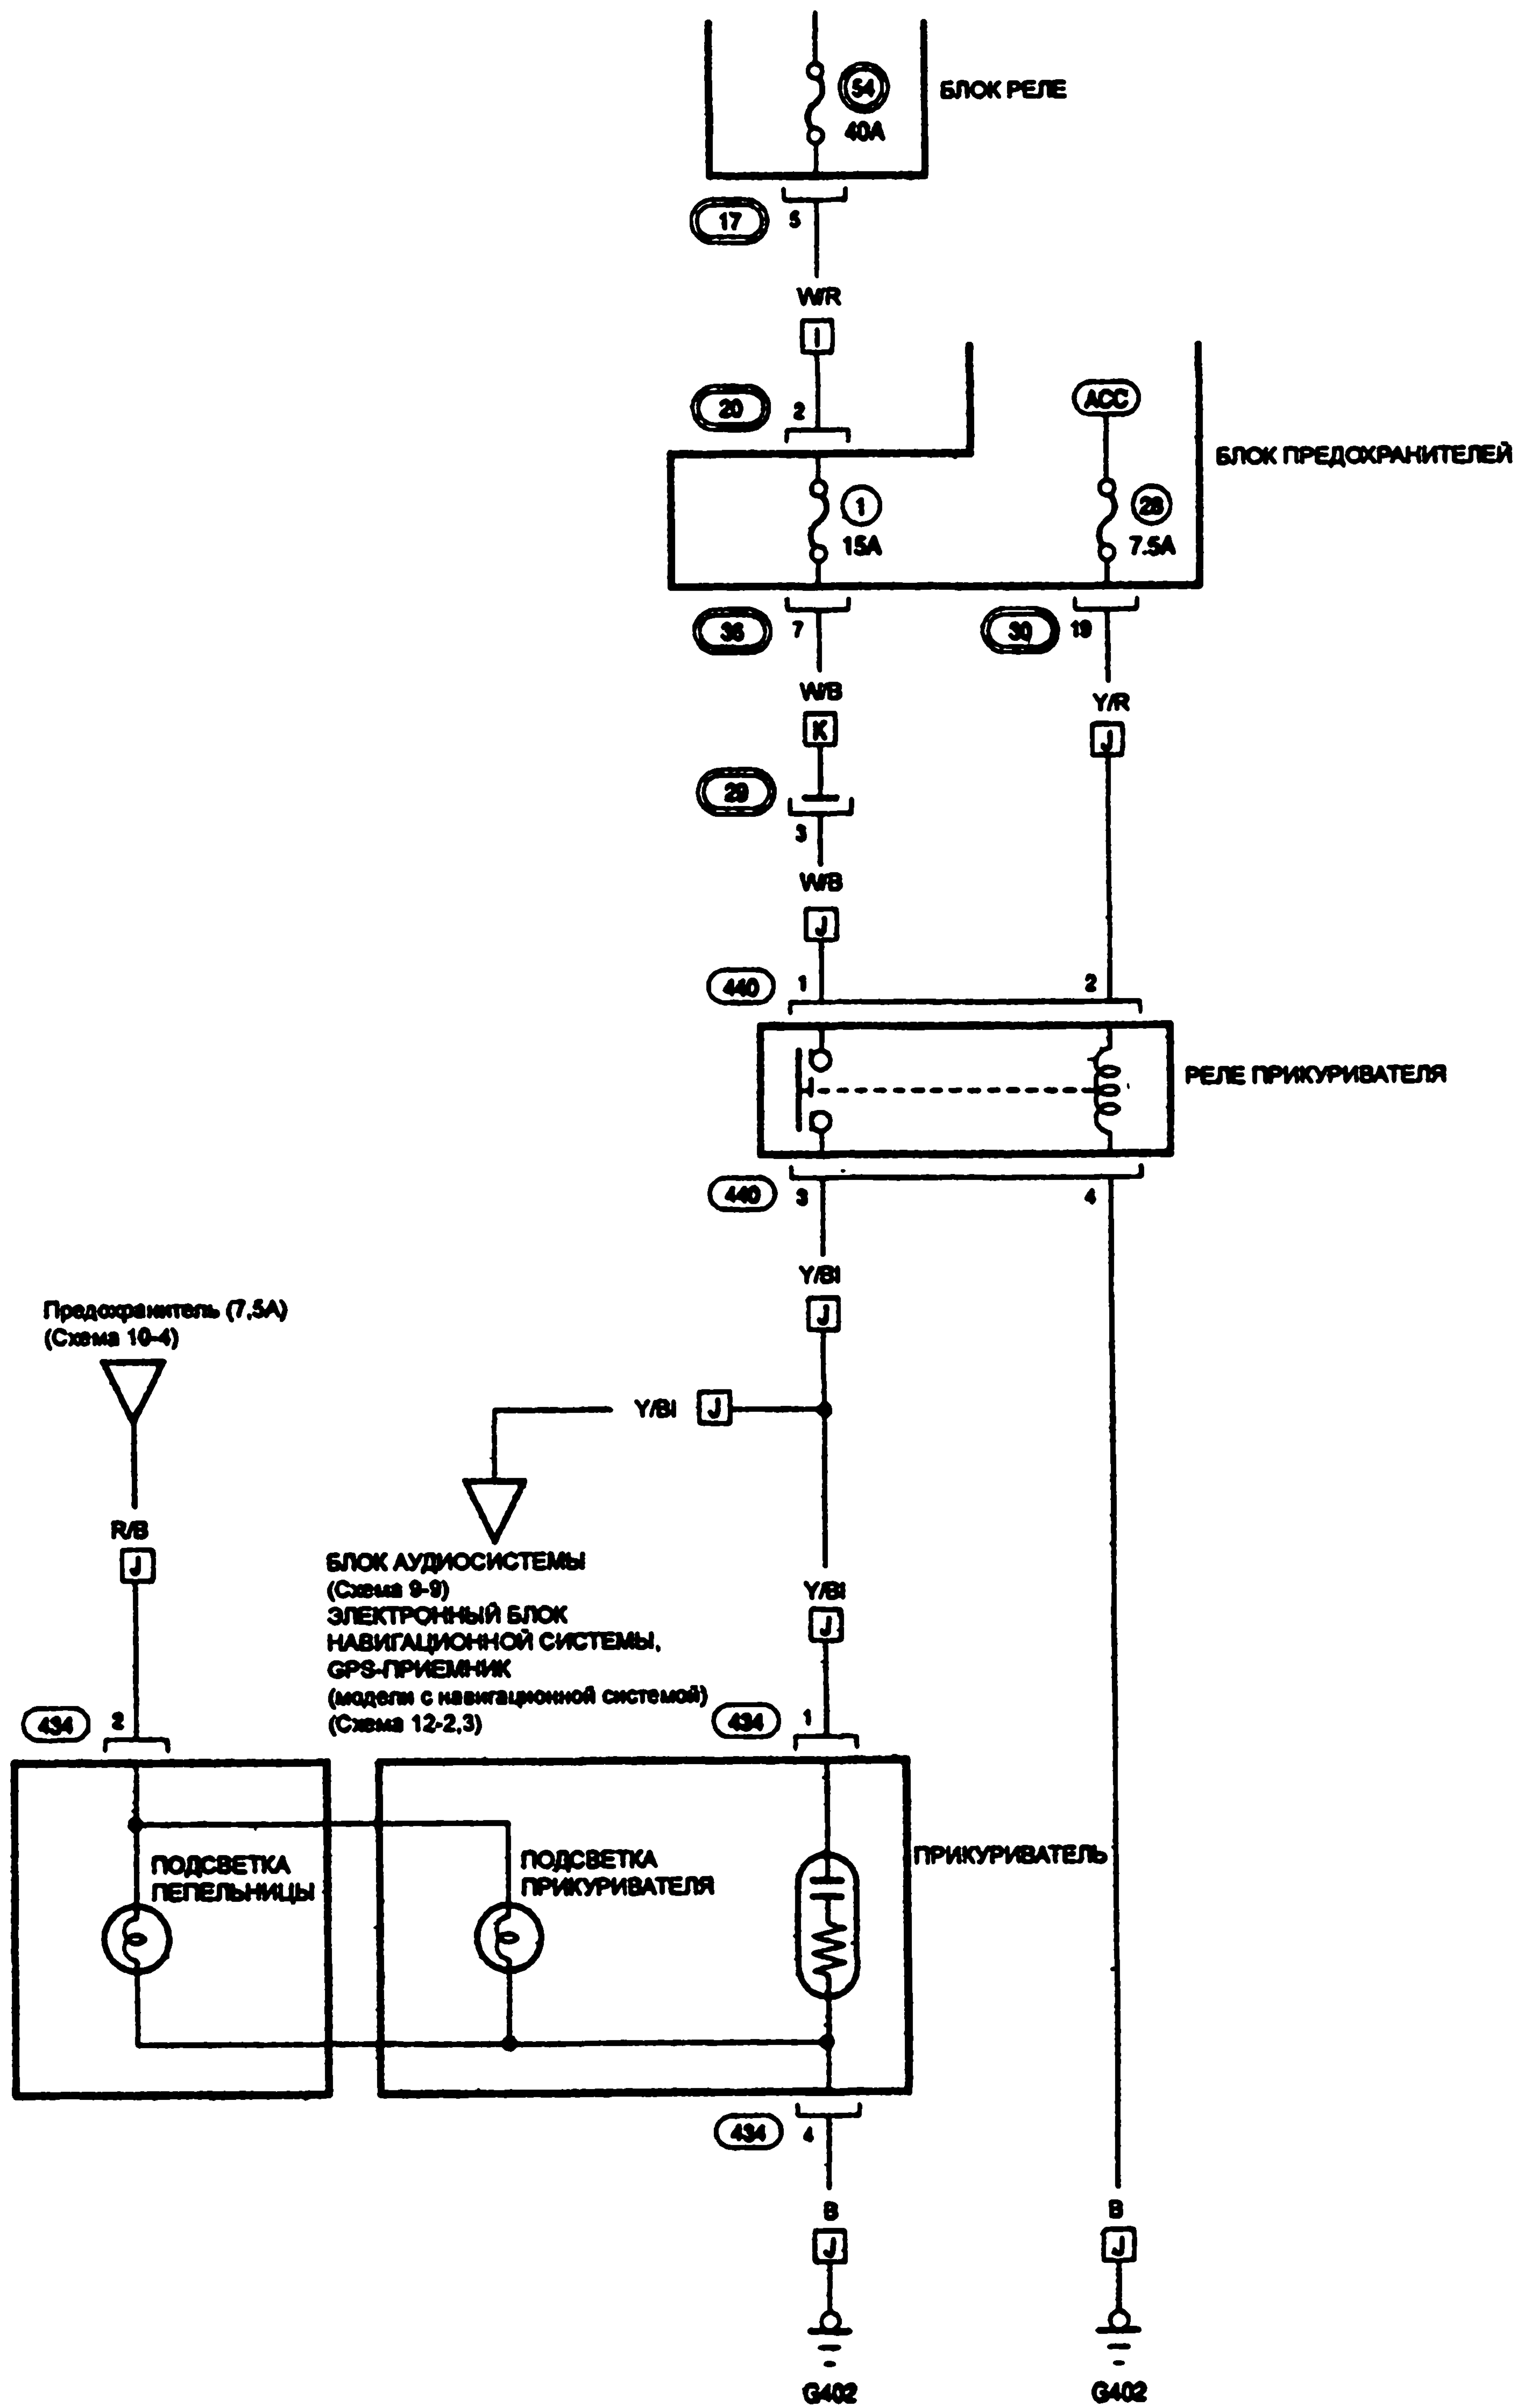 54
БЛОК РЕЛЕ
40A
17
5
W/R
I
20
2
ACC
БЛОК ПРЕДОХРАНИТЕЛЕЙ
1
28
15A
7.5A
36
7
30
19
W/B
Y/R
K
J
29
3
W/B
J
440
1
2
РЕЛЕ ПРИКУРИВАТЕЛЯ
440
3
4
Y/Bl
J
Предохранитель (7,5А)
(Схема 10-4)
Y/Bl
J
R/B
J
БЛОК АУДИОСИСТЕМЫ
(Схема 9-9)
ЭЛЕКТРОННЫЙ БЛОК
НАВИГАЦИОННОЙ СИСТЕМЫ,
GPS-ПРИЕМНИК
(модели с навигационной системой)
(Схема 12-2,3)
Y/Bl
J
434
2
434
1
ПОДСВЕТКА
ПЕПЕЛЬНИЦЫ
ПОДСВЕТКА
ПРИКУРИВАТЕЛЯ
ПРИКУРИВАТЕЛЬ
434
4
B
B
J
J
G402
G402